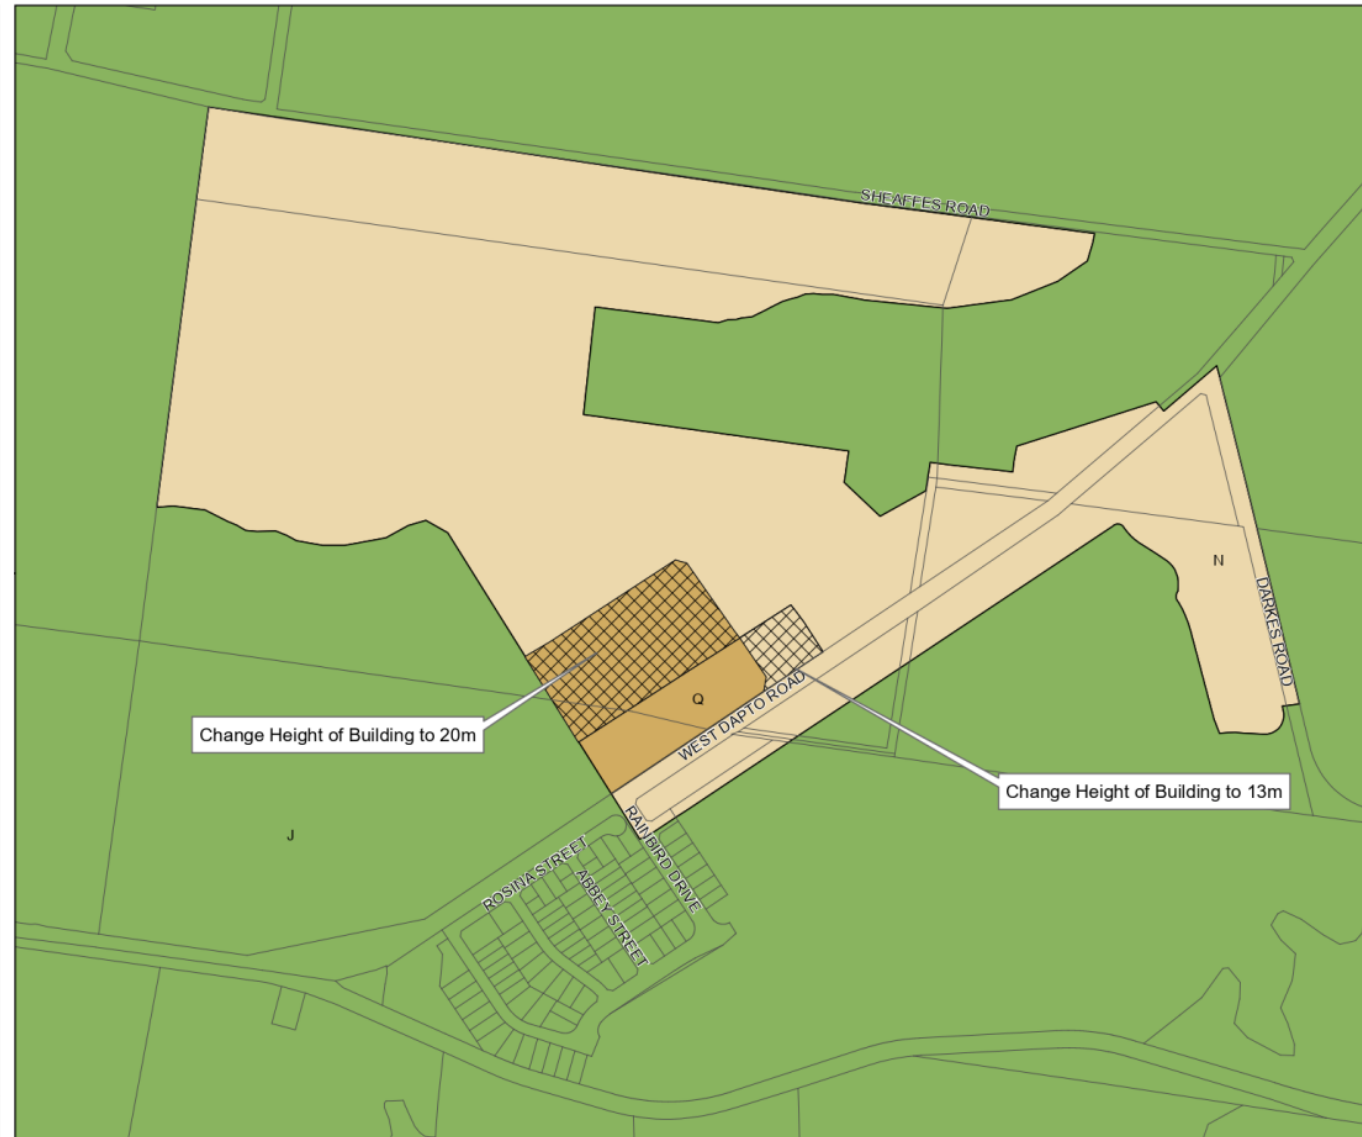 SHEAFFES ROAD
N
DARKES ROAD
Q
WEST DAPTO ROAD
Change Height of Building to 20m
Change Height of Building to 13m
J
RAINBIRD DRIVE
ROSINA STREET
ABBEY STREET